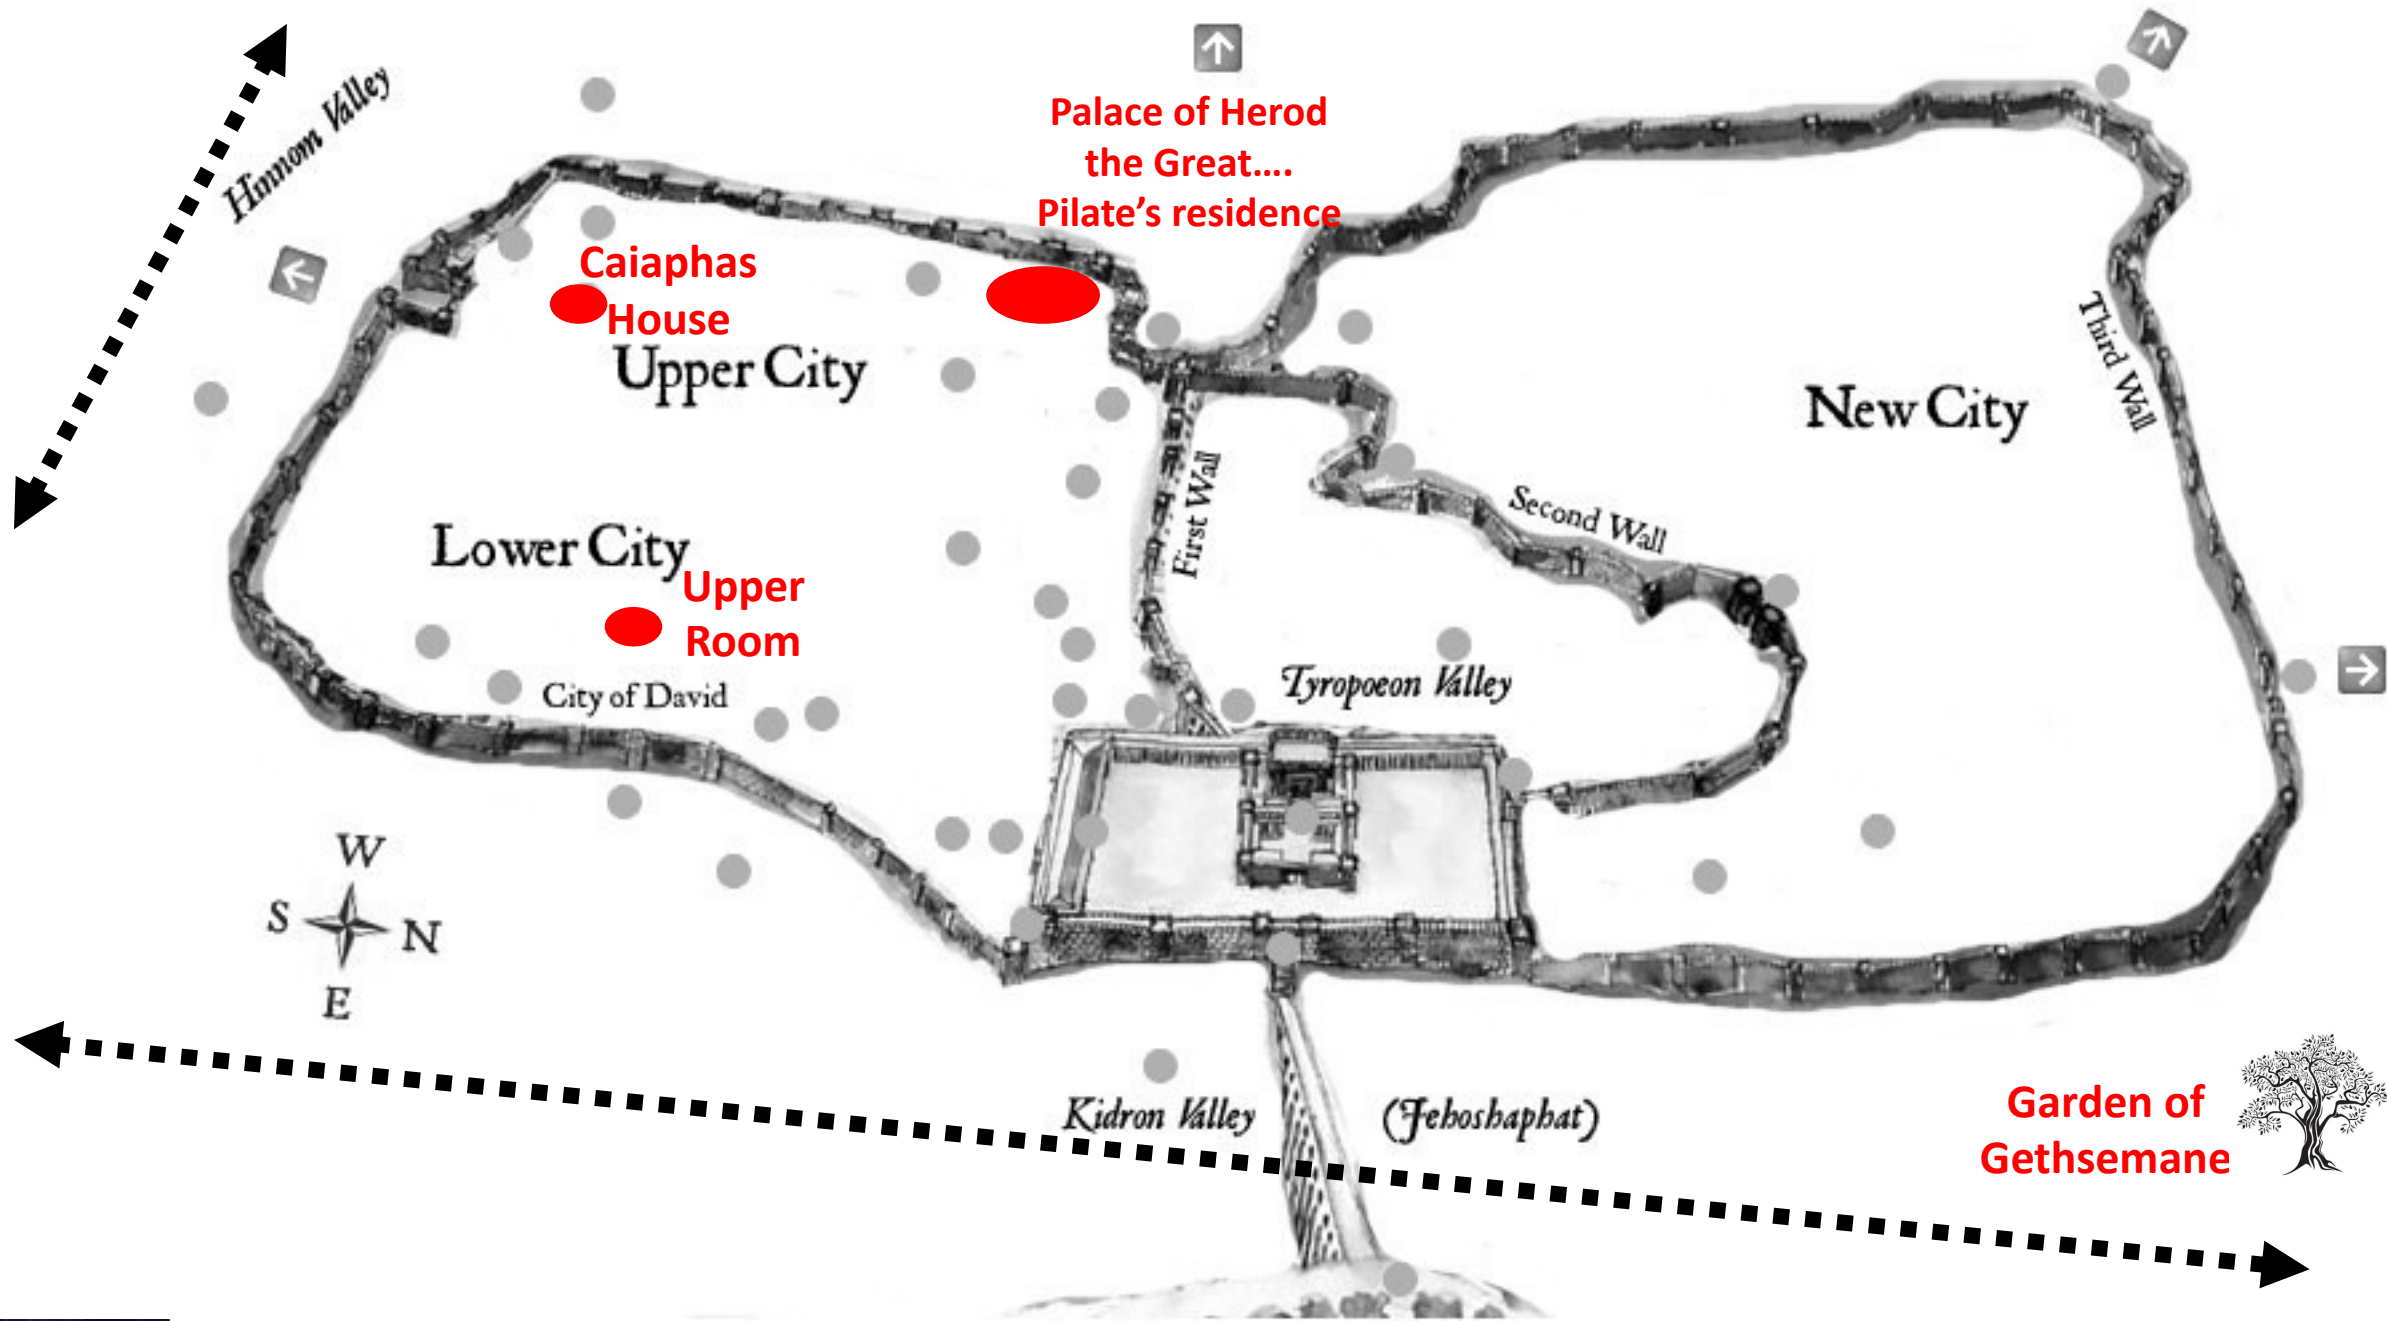 Hinnom Valley
Palace of Herod
the Great....
Pilate's residence
Caiaphas
House
Upper City
New City
Third Wall
First Wall
Second Wall
Lower City
Upper
Room
City of David
Tyropoeon Valley
W
S
N
E
Kidron Valley
(Jehoshaphat)
Garden of
Gethsemane